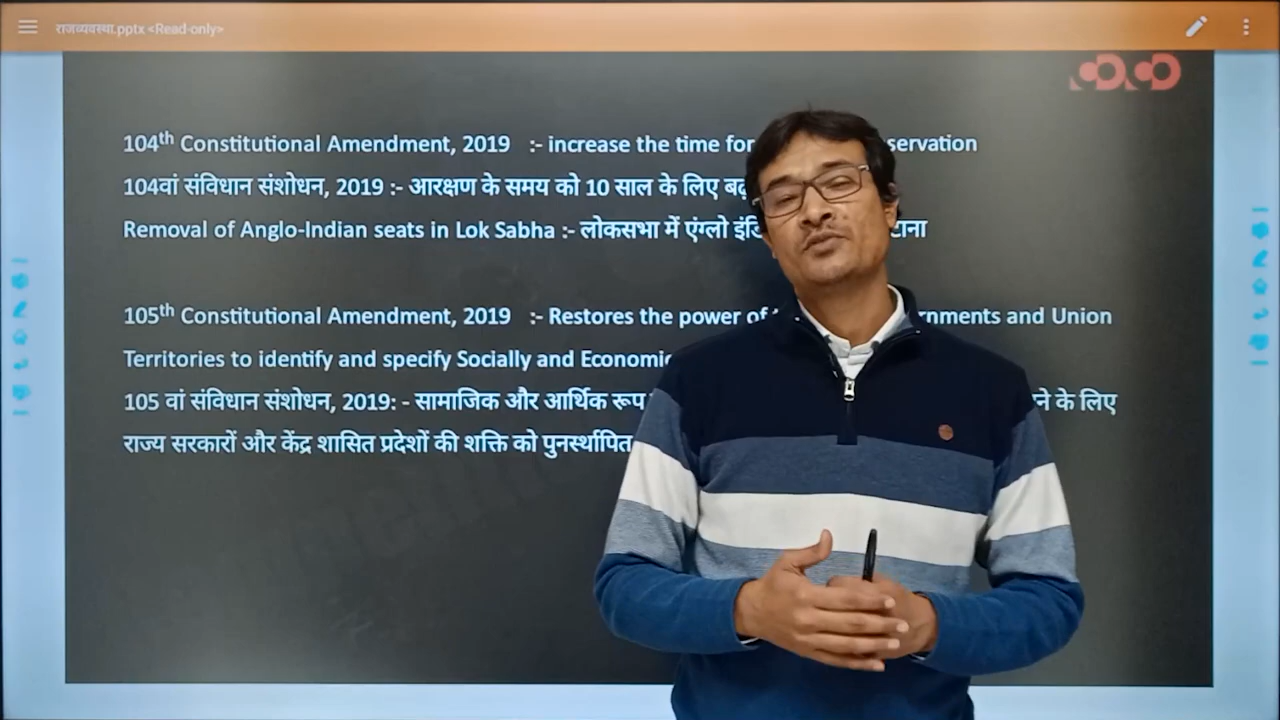 राजव्यवस्था.pptx <Read-only>
104th Constitutional Amendment, 2019 :- increase the time for servation
104वां संविधान संशोधन, 2019 :- आरक्षण के समय को 10 साल के लिए
Removal of Anglo-Indian seats in Lok Sabha :- लोकसभा में एंग्लो
105th Constitutional Amendment, 2019 :- Restores the power of rnments and Union
Territories to identify and specify Socially and
105 वां संविधान संशोधन, 2019: - सामाजिक और आर्थिक रूप ने के लिए
राज्य सरकारों और केंद्र शासित प्रदेशों की शक्ति को पुनर्स्थापित